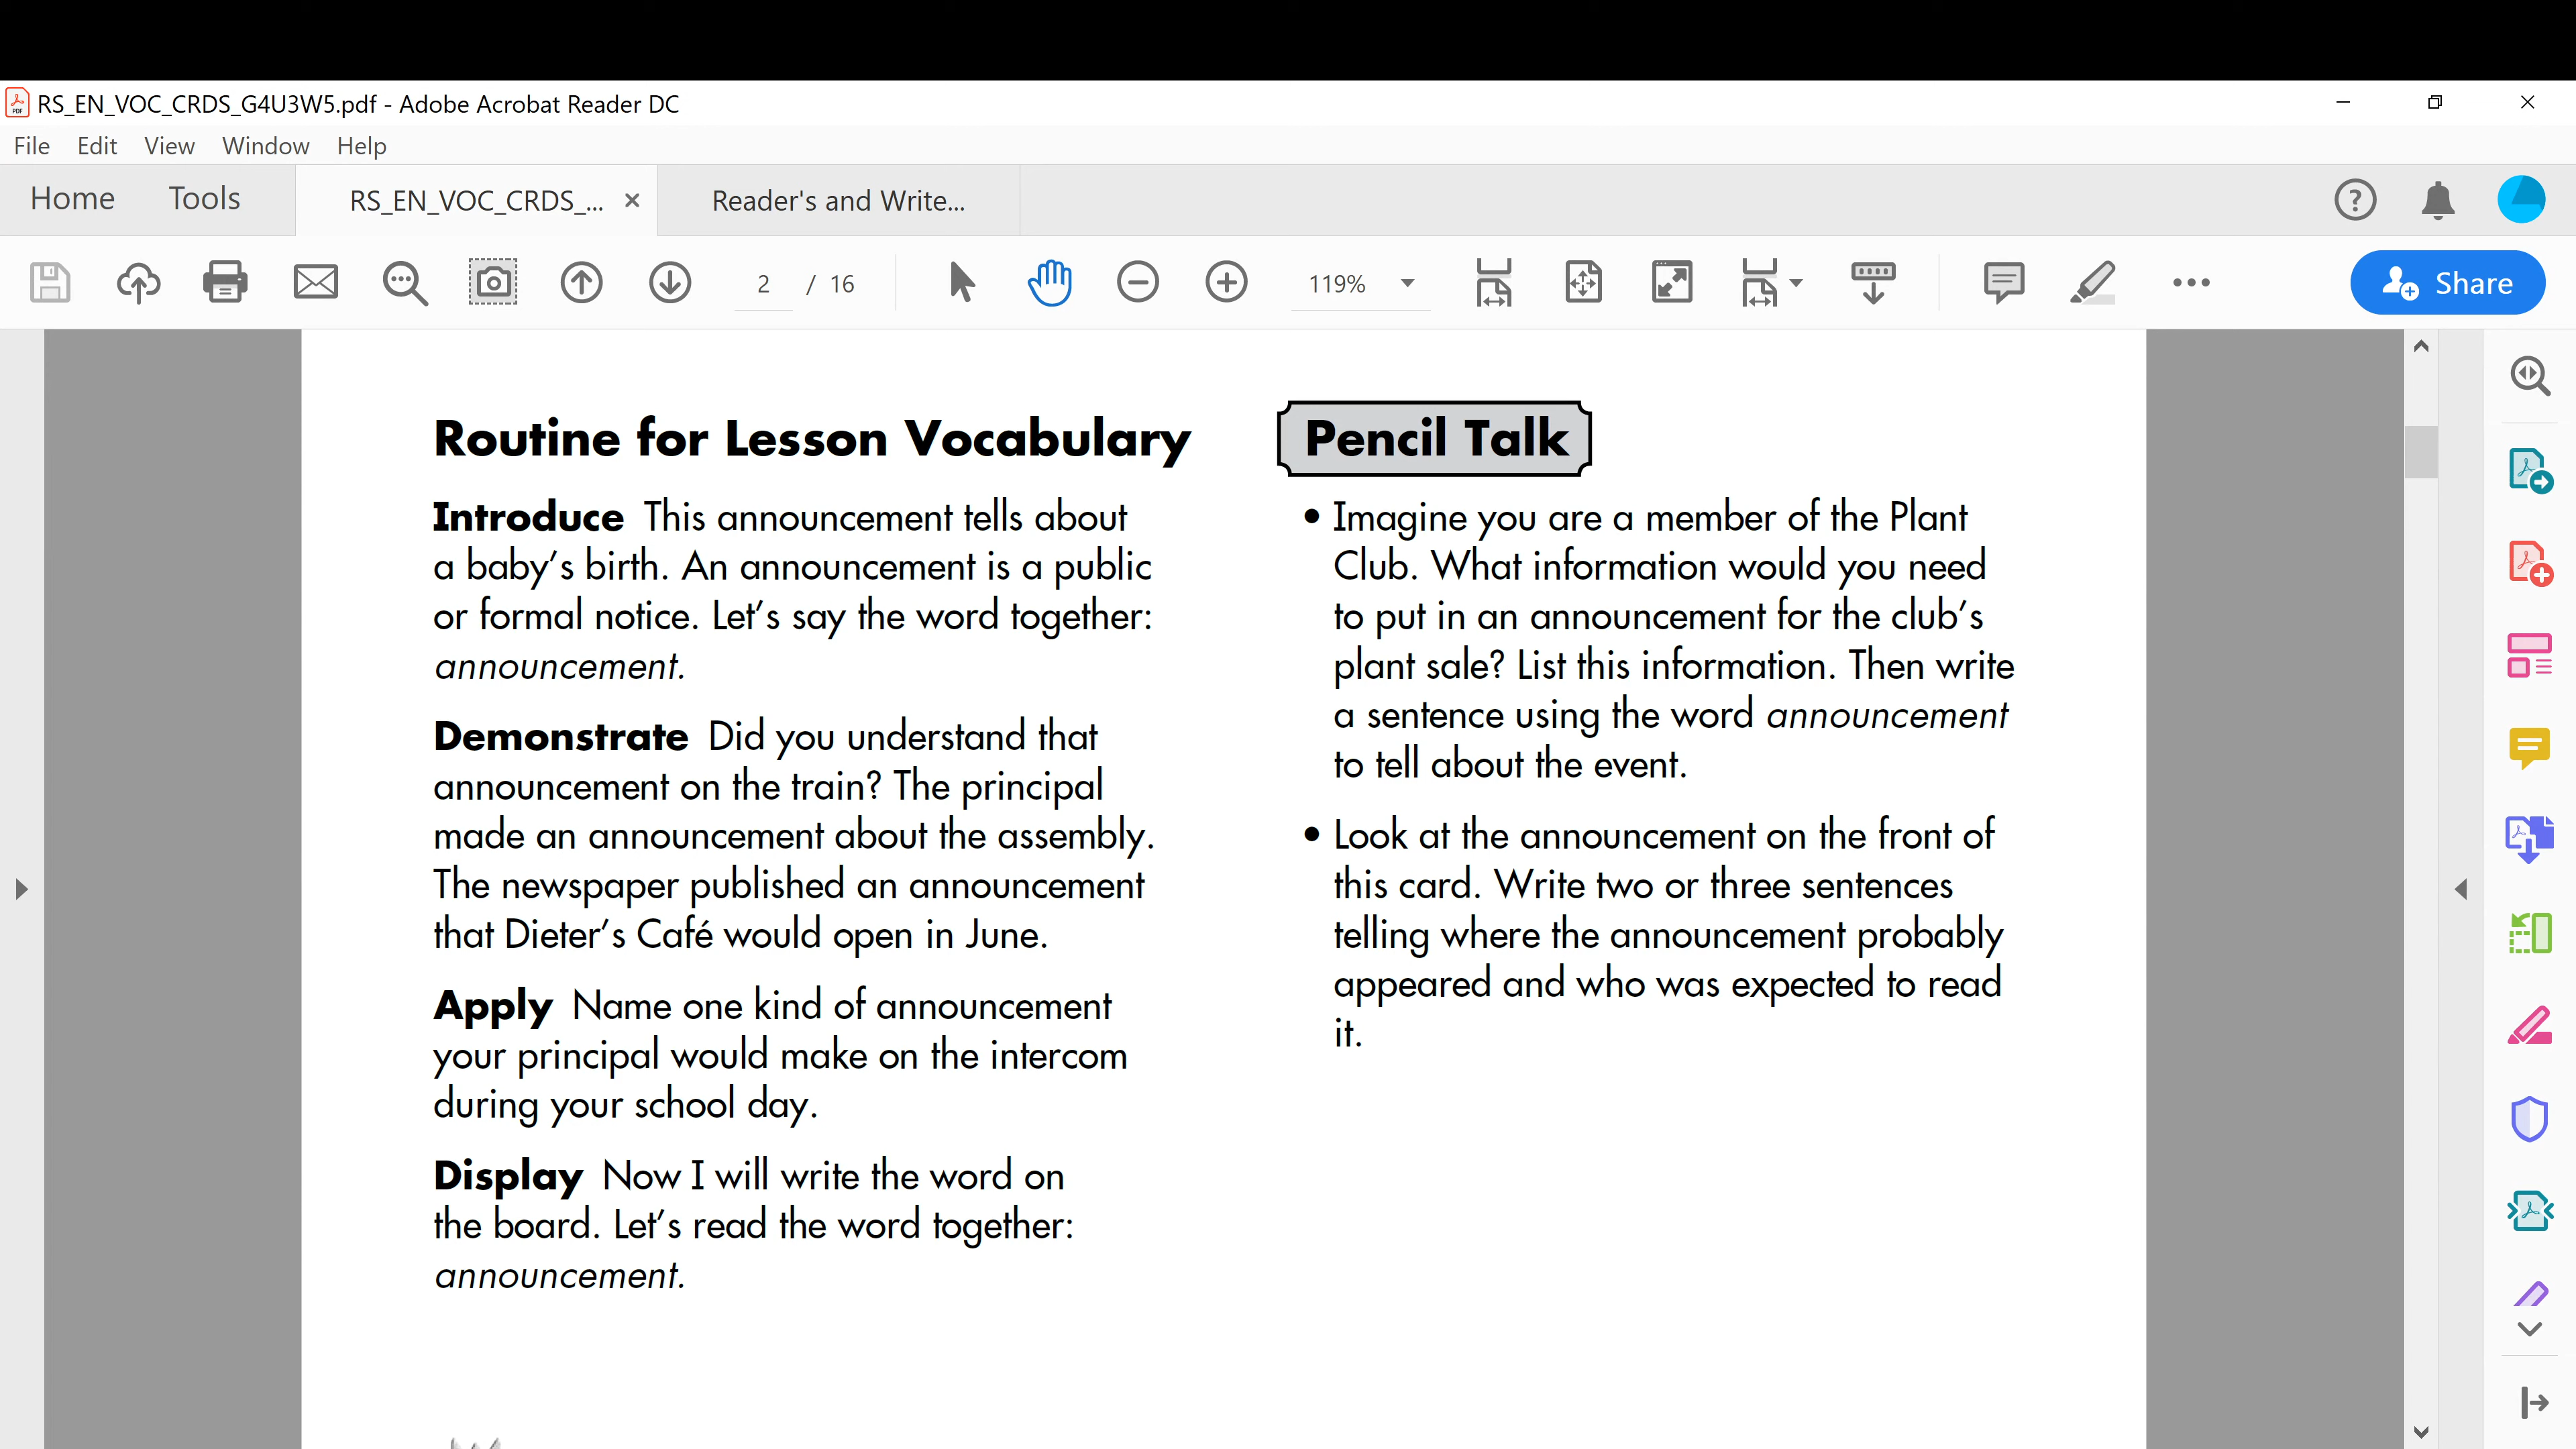 RS_EN_VOC_CRDS_G4U3W5.pdf - Adobe Acrobat Reader DC
File Edit View Window Help
Home Tools RS_EN_VOC_CRDS_... Reader's and Write...
2 / 16 119% Share
Routine for Lesson Vocabulary
Introduce This announcement tells about
a baby's birth. An announcement is a public
or formal notice. Let's say the word together:
announcement.
Demonstrate Did you understand that
announcement on the train? The principal
made an announcement about the assembly.
The newspaper published an announcement
that Dieter's Café would open in June.
Apply Name one kind of announcement
your principal would make on the intercom
during your school day.
Display Now I will write the word on
the board. Let's read the word together:
announcement.
Pencil Talk
• Imagine you are a member of the Plant
Club. What information would you need
to put in an announcement for the club's
plant sale? List this information. Then write
a sentence using the word announcement
to tell about the event.
• Look at the announcement on the front of
this card. Write two or three sentences
telling where the announcement probably
appeared and who was expected to read
it.